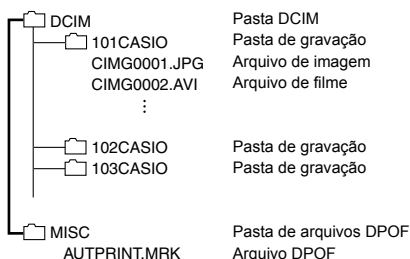 DCIM Pasta DCIM
101CASIO Pasta de gravação
CIMG0001.JPG Arquivo de imagem
CIMG0002.AVI Arquivo de filme
102CASIO Pasta de gravação
103CASIO Pasta de gravação
MISC Pasta de arquivos DPOF
AUTPRINT.MRK Arquivo DPOF